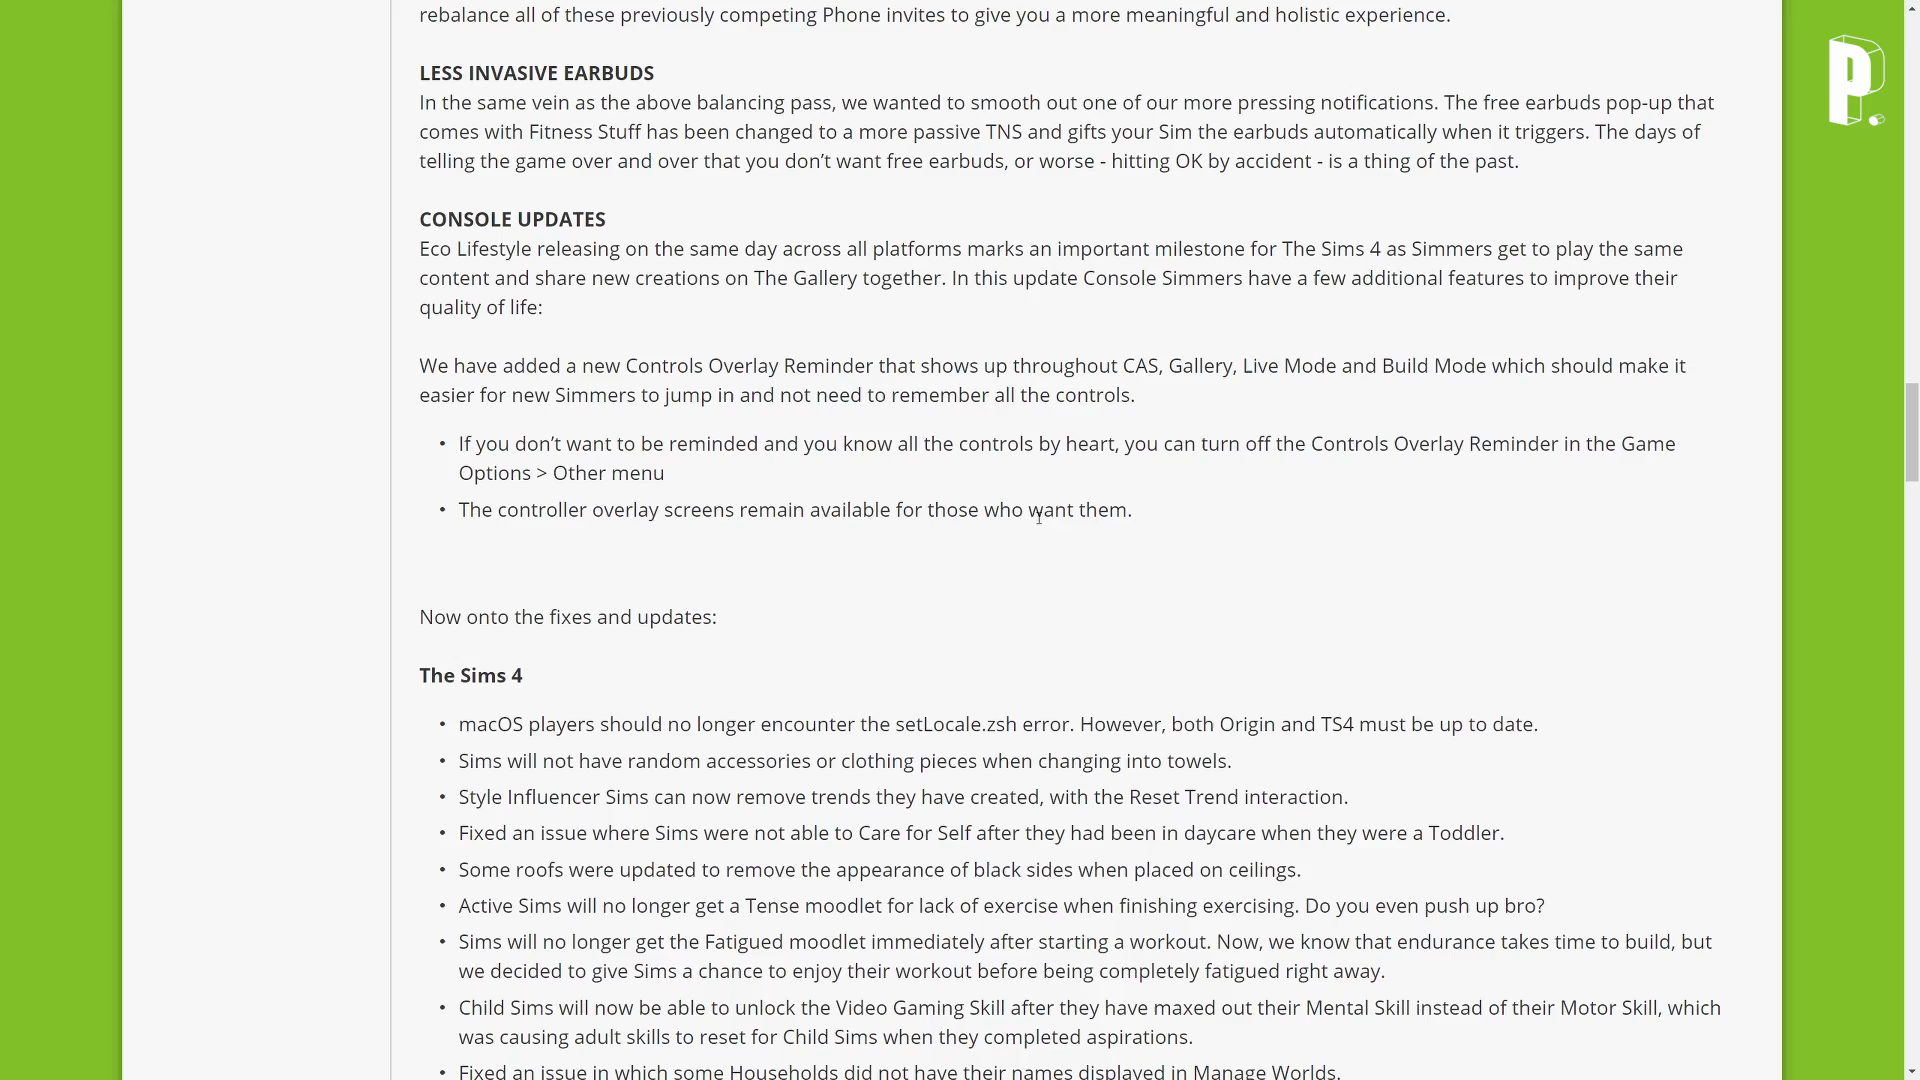 rebalance all of these previously competing Phone invites to give you a more meaningful and holistic experience.
LESS INVASIVE EARBUDS
In the same vein as the above balancing pass, we wanted to smooth out one of our more pressing notifications. The free earbuds pop-up that
comes with Fitness Stuff has been changed to a more passive TNS and gifts your Sim the earbuds automatically when it triggers. The days of
telling the game over and over that you don’t want free earbuds, or worse - hitting OK by accident - is a thing of the past.
CONSOLE UPDATES
Eco Lifestyle releasing on the same day across all platforms marks an important milestone for The Sims 4 as Simmers get to play the same
content and share new creations on The Gallery together. In this update Console Simmers have a few additional features to improve their
quality of life:
We have added a new Controls Overlay Reminder that shows up throughout CAS, Gallery, Live Mode and Build Mode which should make it
easier for new Simmers to jump in and not need to remember all the controls.
• If you don’t want to be reminded and you know all the controls by heart, you can turn off the Controls Overlay Reminder in the Game
Options > Other menu
• The controller overlay screens remain available for those who want them.
Now onto the fixes and updates:
The Sims 4
• macOS players should no longer encounter the setLocale.zsh error. However, both Origin and TS4 must be up to date.
• Sims will not have random accessories or clothing pieces when changing into towels.
• Style Influencer Sims can now remove trends they have created, with the Reset Trend interaction.
• Fixed an issue where Sims were not able to Care for Self after they had been in daycare when they were a Toddler.
• Some roofs were updated to remove the appearance of black sides when placed on ceilings.
• Active Sims will no longer get a Tense moodlet for lack of exercise when finishing exercising. Do you even push up bro?
• Sims will no longer get the Fatigued moodlet immediately after starting a workout. Now, we know that endurance takes time to build, but
we decided to give Sims a chance to enjoy their workout before being completely fatigued right away.
• Child Sims will now be able to unlock the Video Gaming Skill after they have maxed out their Mental Skill instead of their Motor Skill, which
was causing adult skills to reset for Child Sims when they completed aspirations.
• Fixed an issue in which some Households did not have their names displayed in Manage Worlds.
P.